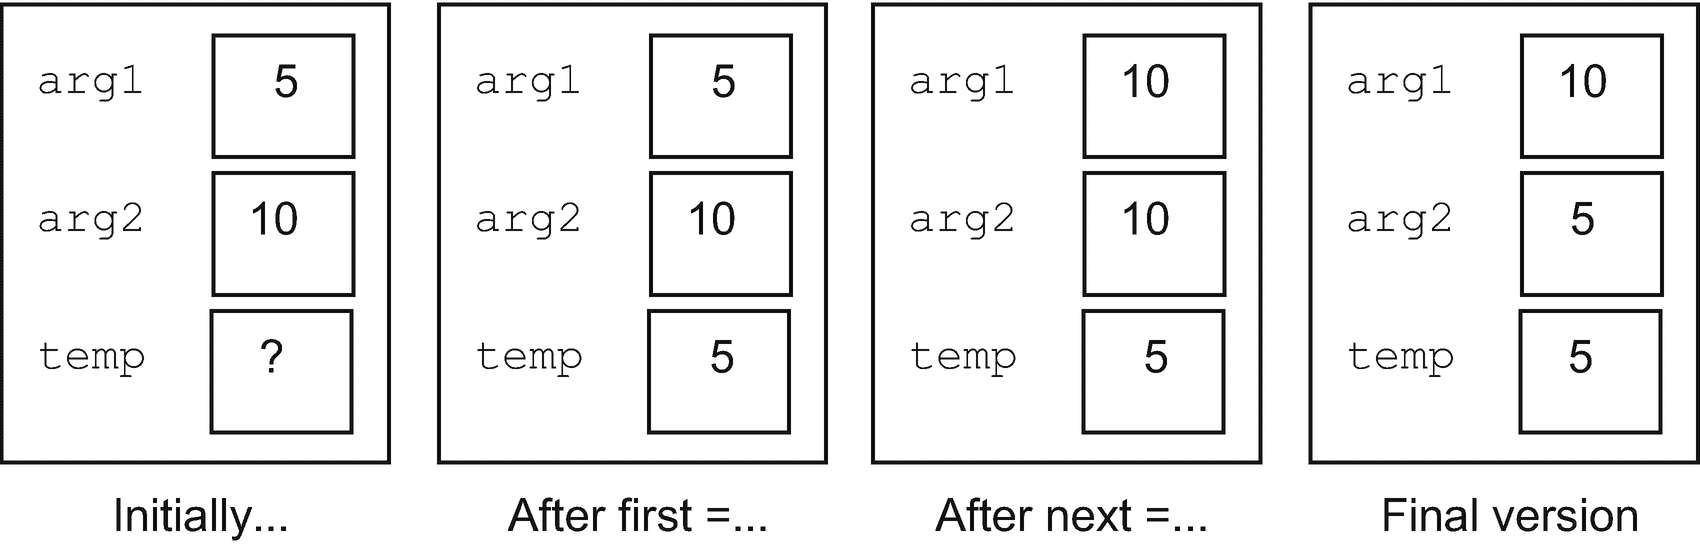 arg1 5
arg2 10
temp ?
Initially...
arg1 5
arg2 10
temp 5
After first =...
arg1 10
arg2 10
temp 5
After next =...
arg1 10
arg2 5
temp 5
Final version